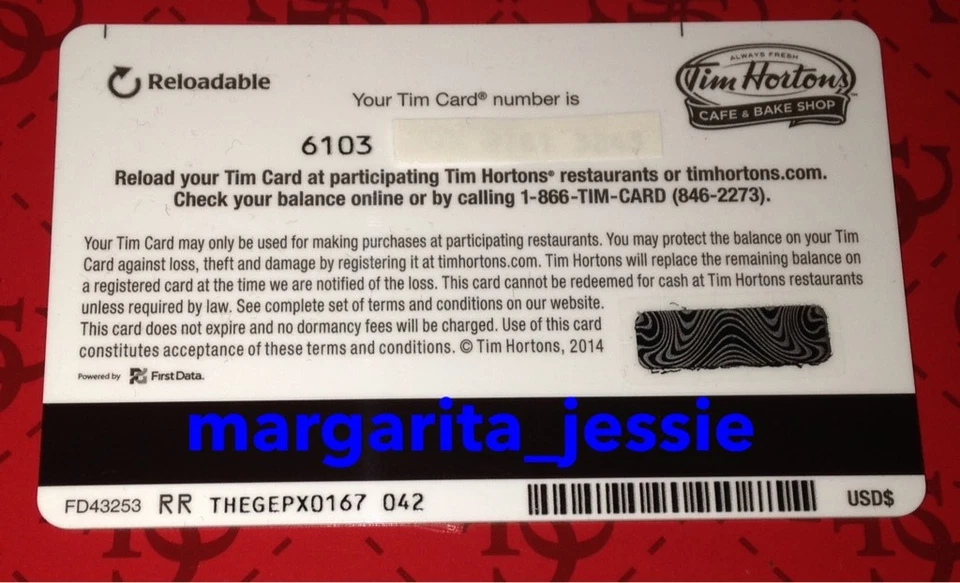 Reloadable
Your Tim Card® number is
ALWAYS FRESH
Tim Hortons
CAFE & BAKE SHOP™
6103
Reload your Tim Card at participating Tim Hortons® restaurants or timhortons.com.
Check your balance online or by calling 1-866-TIM-CARD (846-2273).
Your Tim Card may only be used for making purchases at participating restaurants. You may protect the balance on your Tim
Card against loss, theft and damage by registering it at timhortons.com. Tim Hortons will replace the remaining balance on
a registered card at the time we are notified of the loss. This card cannot be redeemed for cash at Tim Hortons restaurants
unless required by law. See complete set of terms and conditions on our website.
This card does not expire and no dormancy fees will be charged. Use of this card
constitutes acceptance of these terms and conditions. © Tim Hortons, 2014
Powered by First Data.
margarita_jessie
FD43253 RR THEGEPX0167 042
USD$